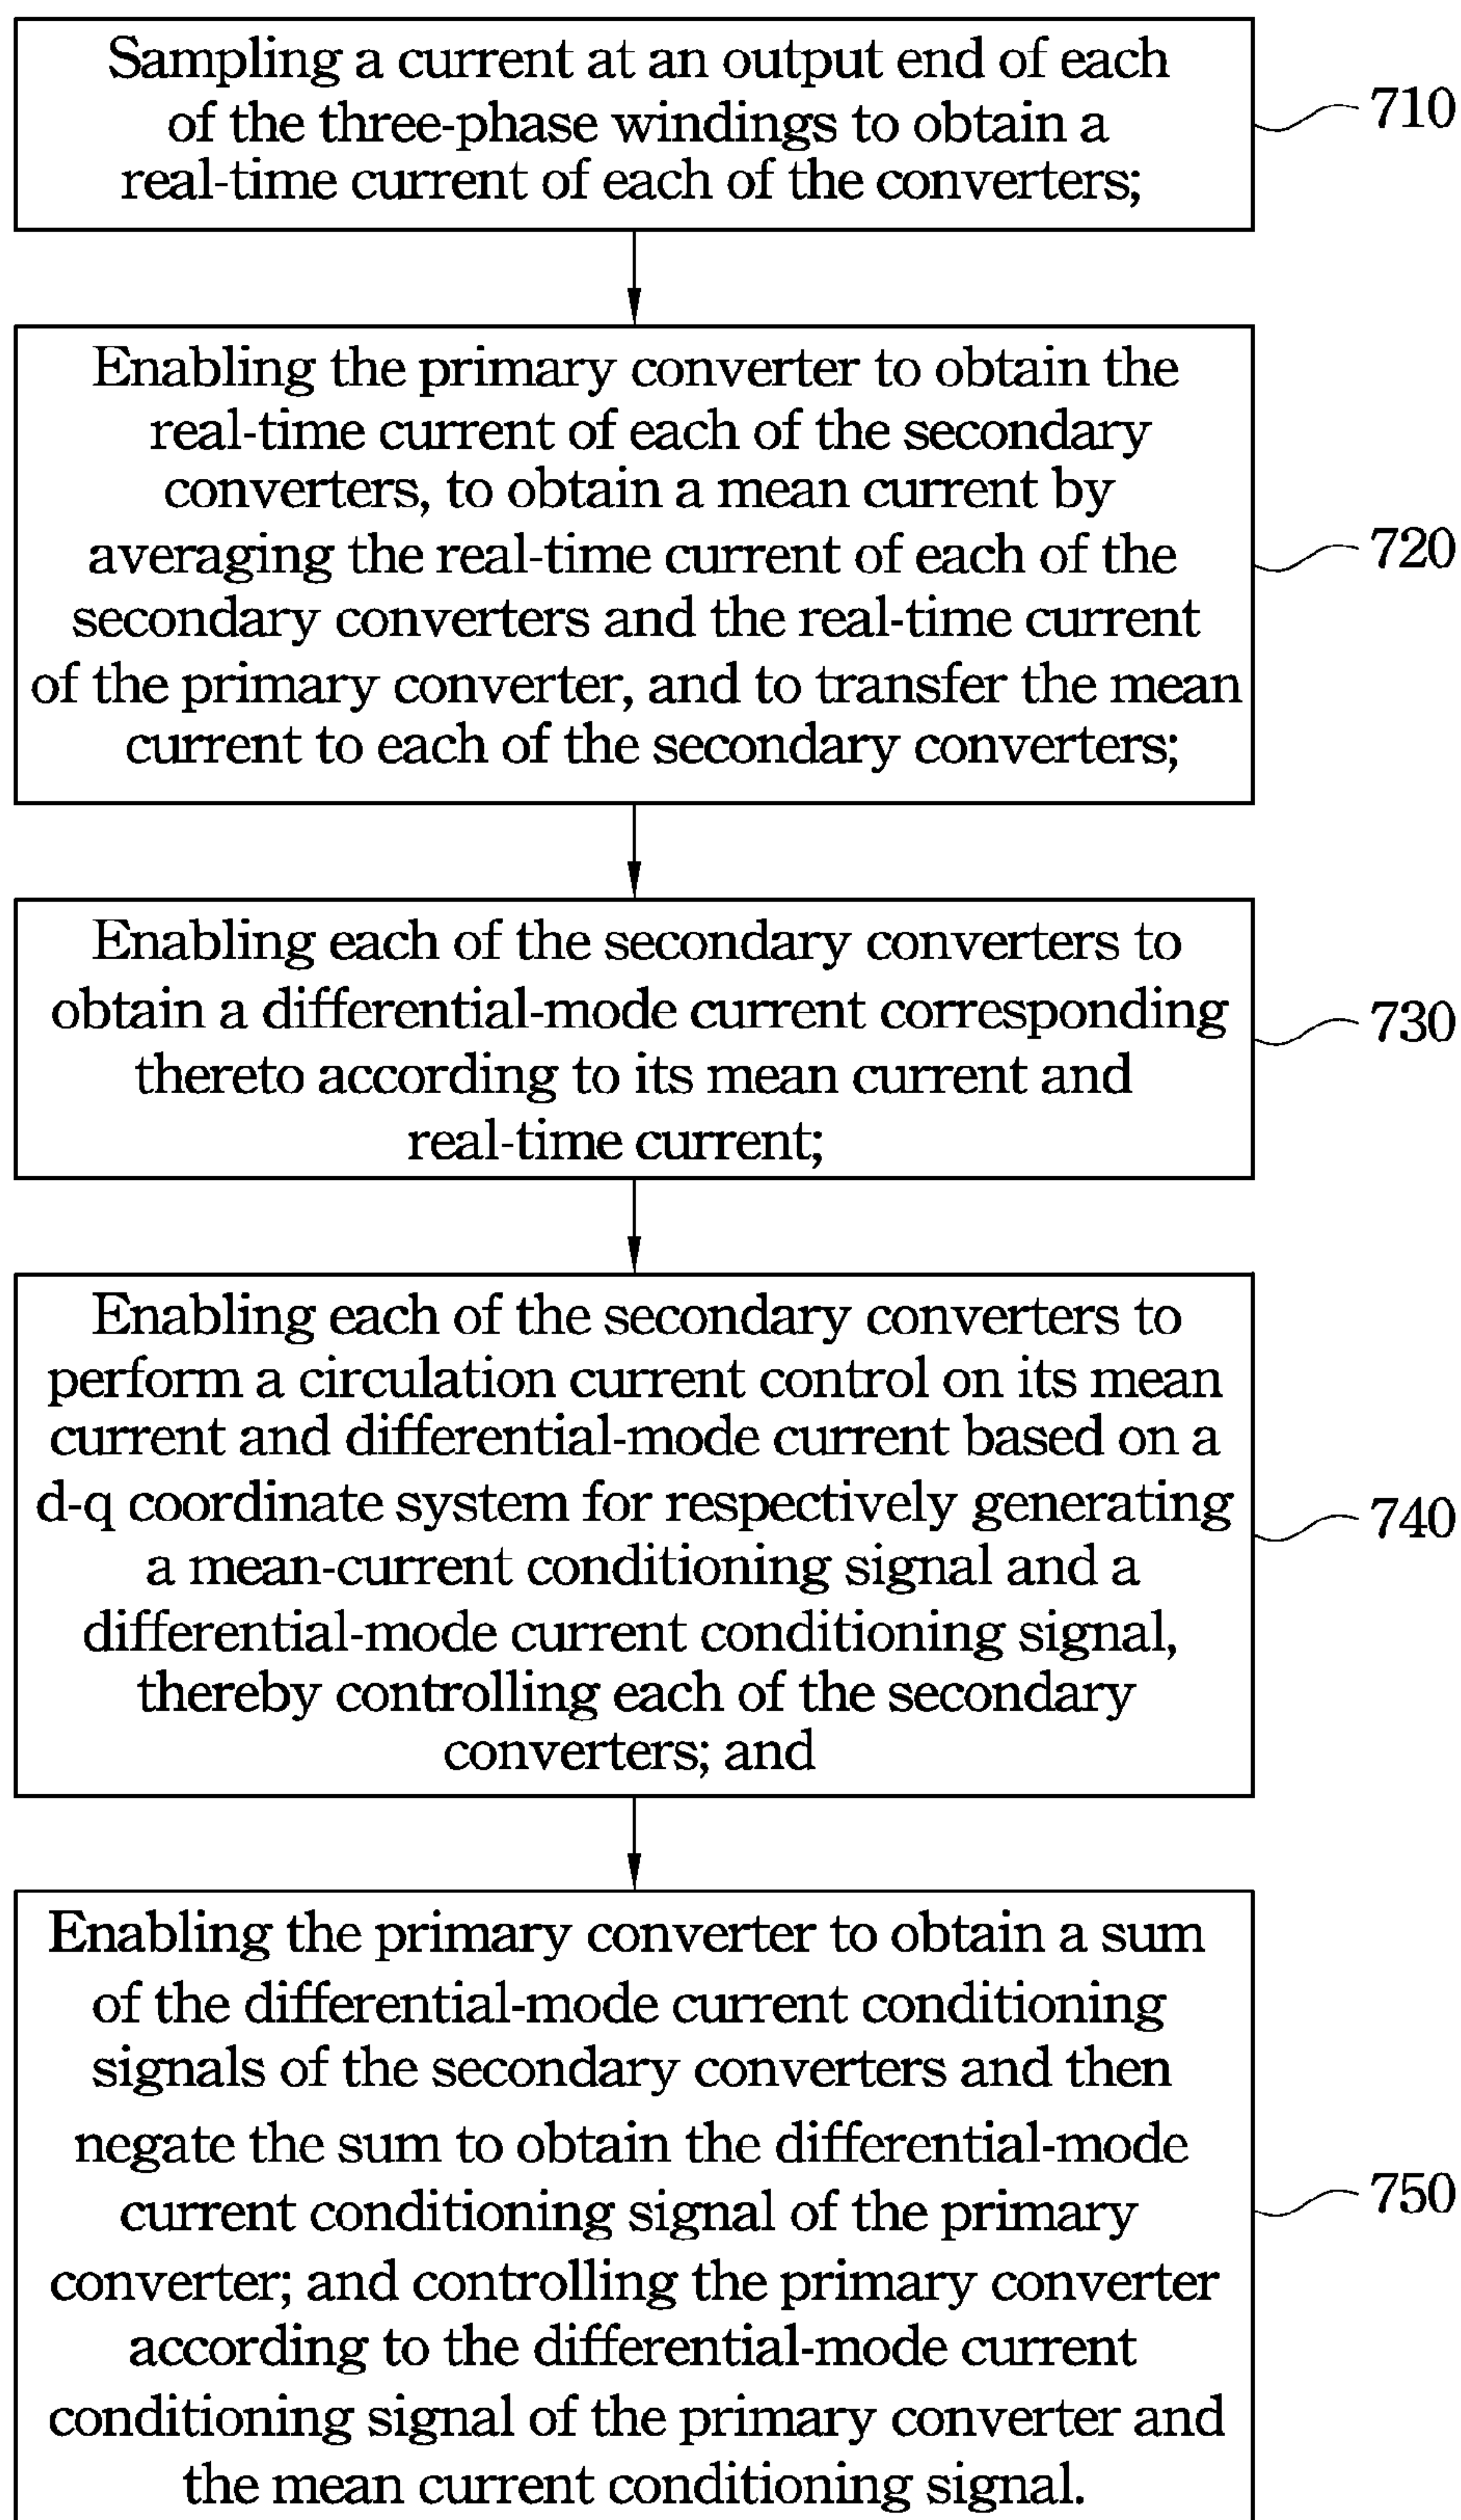 Sampling a current at an output end of each
of the three-phase windings to obtain a
real-time current of each of the converters;
710
Enabling the primary converter to obtain the
real-time current of each of the secondary
converters, to obtain a mean current by
averaging the real-time current of each of the
secondary converters and the real-time current
of the primary converter, and to transfer the mean
current to each of the secondary converters;
720
Enabling each of the secondary converters to
obtain a differential-mode current corresponding
thereto according to its mean current and
real-time current;
730
Enabling each of the secondary converters to
perform a circulation current control on its mean
current and differential-mode current based on a
d-q coordinate system for respectively generating
a mean-current conditioning signal and a
differential-mode current conditioning signal,
thereby controlling each of the secondary
converters; and
740
Enabling the primary converter to obtain a sum
of the differential-mode current conditioning
signals of the secondary converters and then
negate the sum to obtain the differential-mode
current conditioning signal of the primary
converter; and controlling the primary converter
according to the differential-mode current
conditioning signal of the primary converter and
the mean current conditioning signal.
750